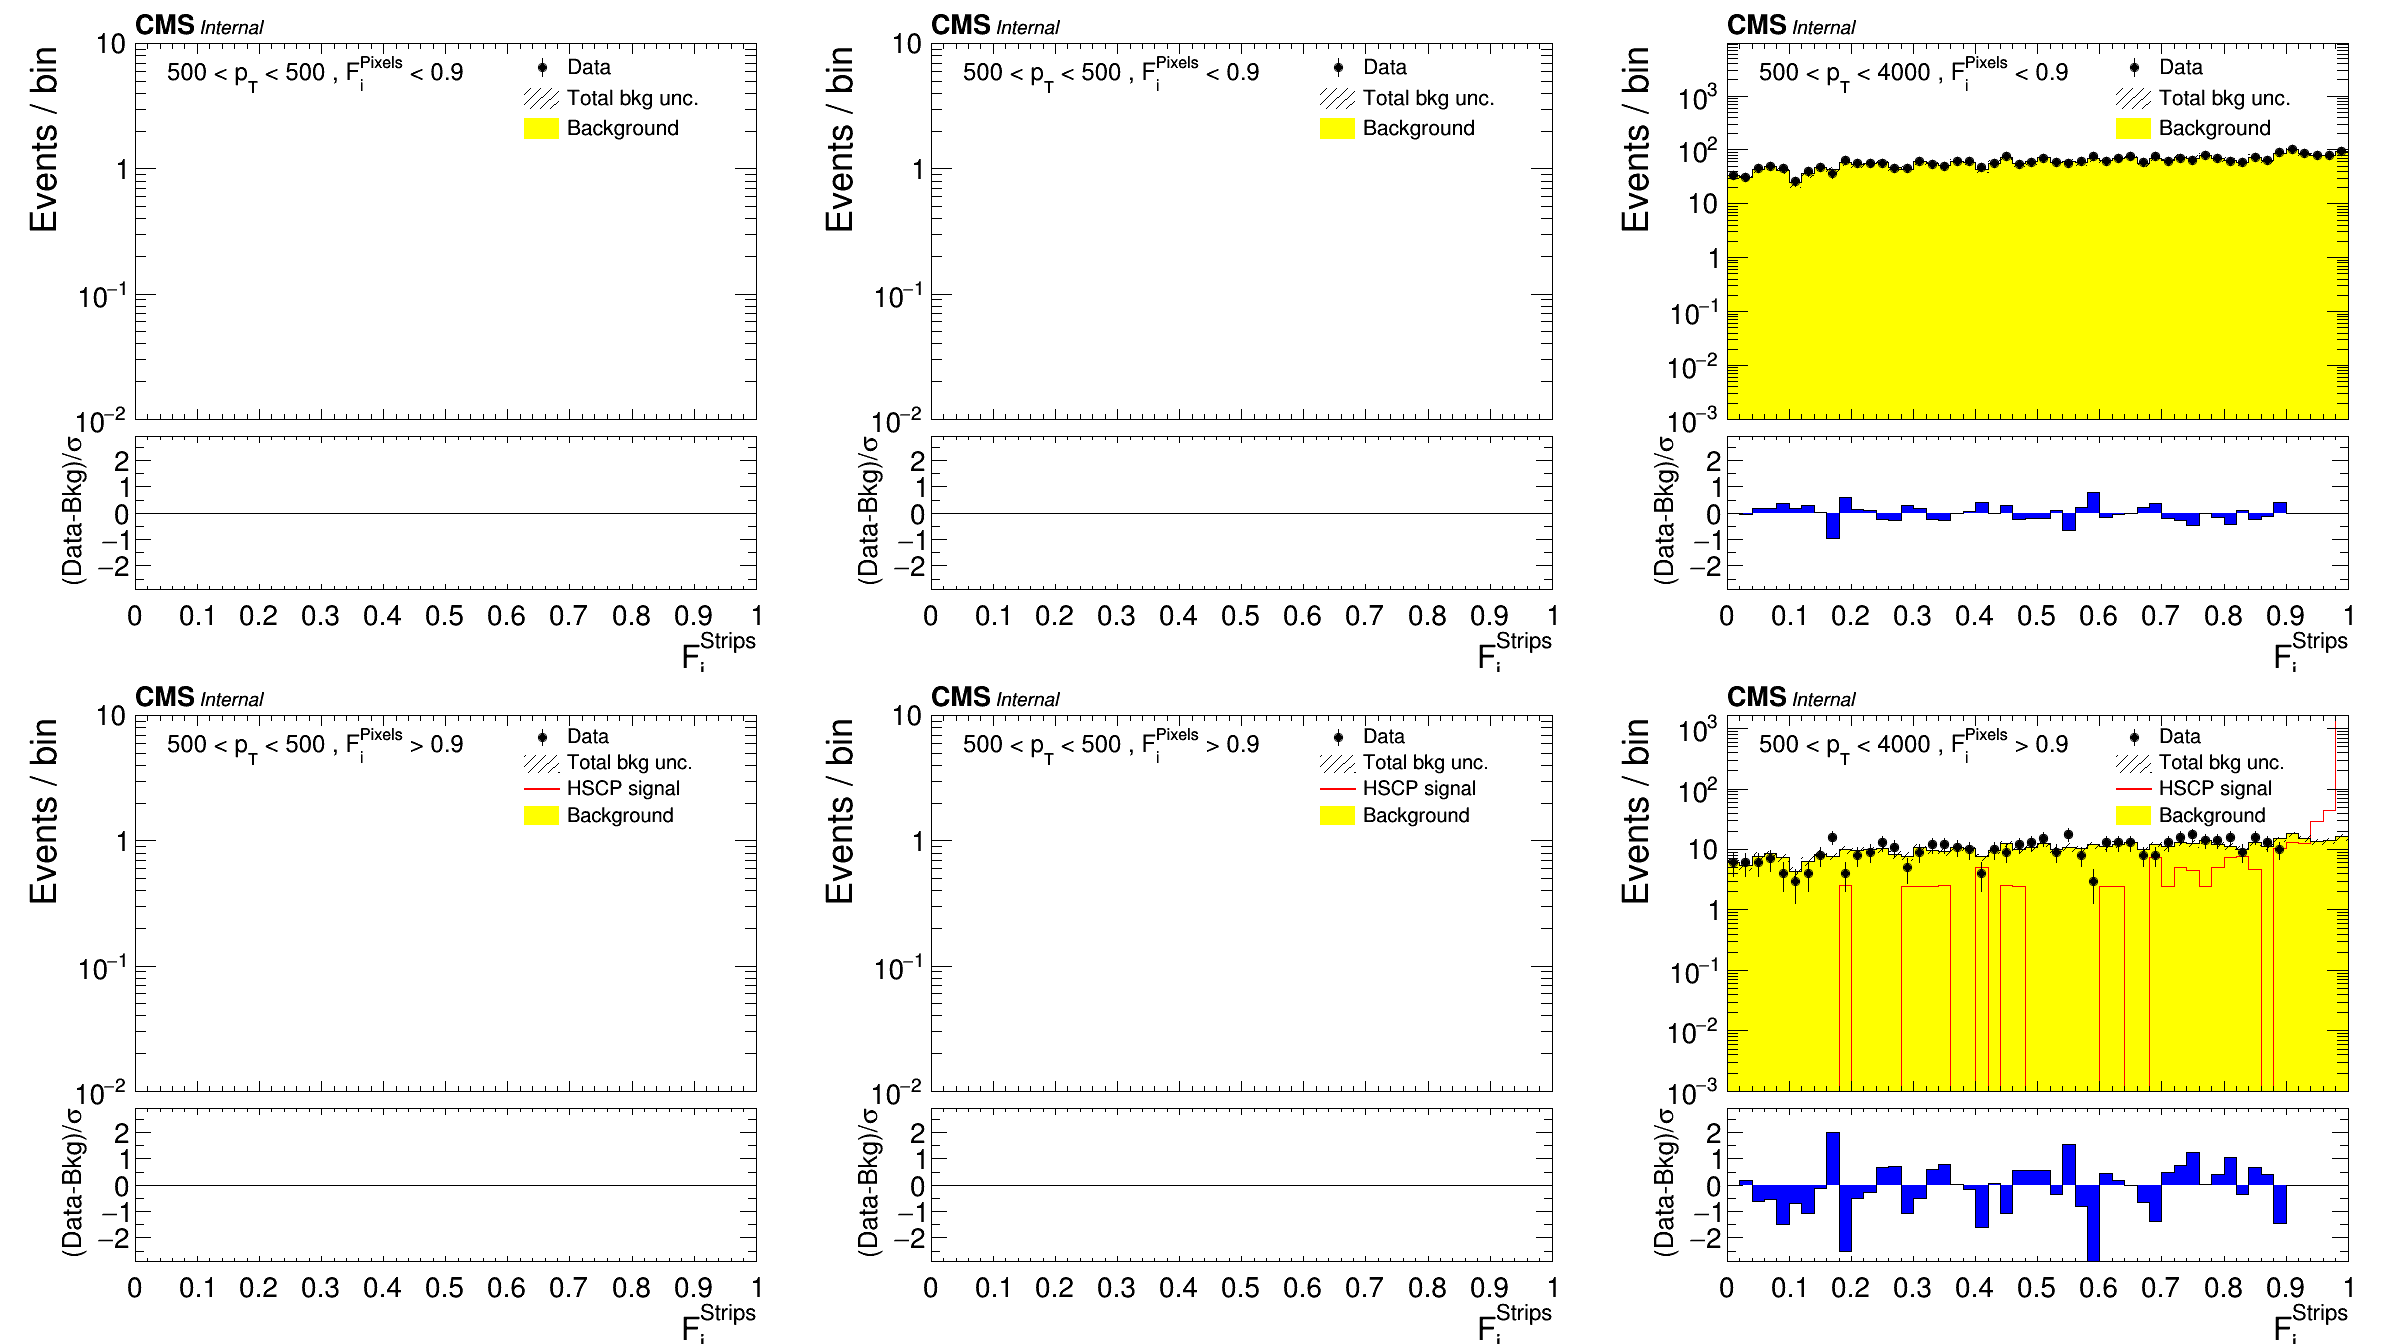 CMS Internal
Events / bin
10
1
10⁻¹
10⁻²
500 < p_T < 500 , F_i^Pixels < 0.9
Data
Total bkg unc.
Background
(Data-Bkg)/σ
2
1
0
−1
−2
0 0.1 0.2 0.3 0.4 0.5 0.6 0.7 0.8 0.9 1
F_i^Strips
CMS Internal
Events / bin
10
1
10⁻¹
10⁻²
500 < p_T < 500 , F_i^Pixels < 0.9
Data
Total bkg unc.
Background
(Data-Bkg)/σ
2
1
0
−1
−2
0 0.1 0.2 0.3 0.4 0.5 0.6 0.7 0.8 0.9 1
F_i^Strips
CMS Internal
Events / bin
10³
10²
10
1
10⁻¹
10⁻²
10⁻³
500 < p_T < 4000 , F_i^Pixels < 0.9
Data
Total bkg unc.
Background
(Data-Bkg)/σ
2
1
0
−1
−2
0 0.1 0.2 0.3 0.4 0.5 0.6 0.7 0.8 0.9 1
F_i^Strips
CMS Internal
Events / bin
10
1
10⁻¹
10⁻²
500 < p_T < 500 , F_i^Pixels > 0.9
Data
Total bkg unc.
HSCP signal
Background
(Data-Bkg)/σ
2
1
0
−1
−2
0 0.1 0.2 0.3 0.4 0.5 0.6 0.7 0.8 0.9 1
F_i^Strips
CMS Internal
Events / bin
10
1
10⁻¹
10⁻²
500 < p_T < 500 , F_i^Pixels > 0.9
Data
Total bkg unc.
HSCP signal
Background
(Data-Bkg)/σ
2
1
0
−1
−2
0 0.1 0.2 0.3 0.4 0.5 0.6 0.7 0.8 0.9 1
F_i^Strips
CMS Internal
Events / bin
10³
10²
10
1
10⁻¹
10⁻²
10⁻³
500 < p_T < 4000 , F_i^Pixels > 0.9
Data
Total bkg unc.
HSCP signal
Background
(Data-Bkg)/σ
2
1
0
−1
−2
0 0.1 0.2 0.3 0.4 0.5 0.6 0.7 0.8 0.9 1
F_i^Strips